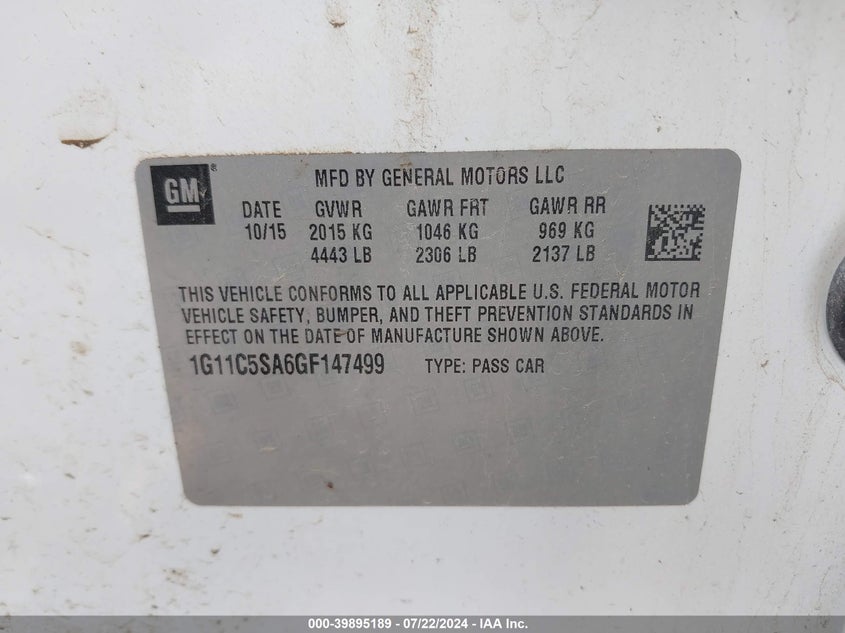 GM®
MFD BY GENERAL MOTORS LLC
DATE GVWR GAWR FRT GAWR RR
10/15 2015 KG 1046 KG 969 KG
4443 LB 2306 LB 2137 LB
THIS VEHICLE CONFORMS TO ALL APPLICABLE U.S. FEDERAL MOTOR
VEHICLE SAFETY, BUMPER, AND THEFT PREVENTION STANDARDS IN
EFFECT ON THE DATE OF MANUFACTURE SHOWN ABOVE.
1G11C5SA6GF147499 TYPE: PASS CAR
000-39895189 - 07/22/2024 - IAA Inc.